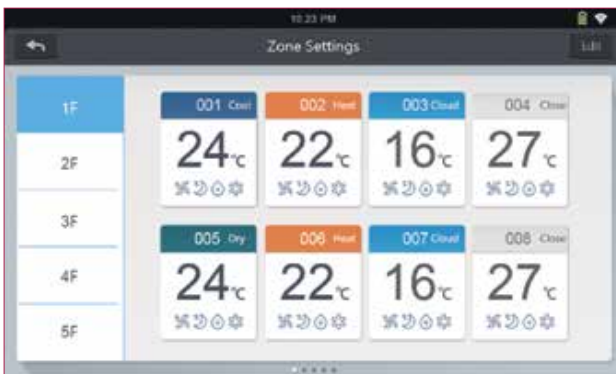 10:23 PM
Zone Settings
Edit
1F
2F
3F
4F
5F
001 Cool
002 Heat
003 Cloud
004 Close
24°C
22°C
16°C
27°C
005 Dry
006 Heat
007 Cloud
008 Close
24°C
22°C
16°C
27°C